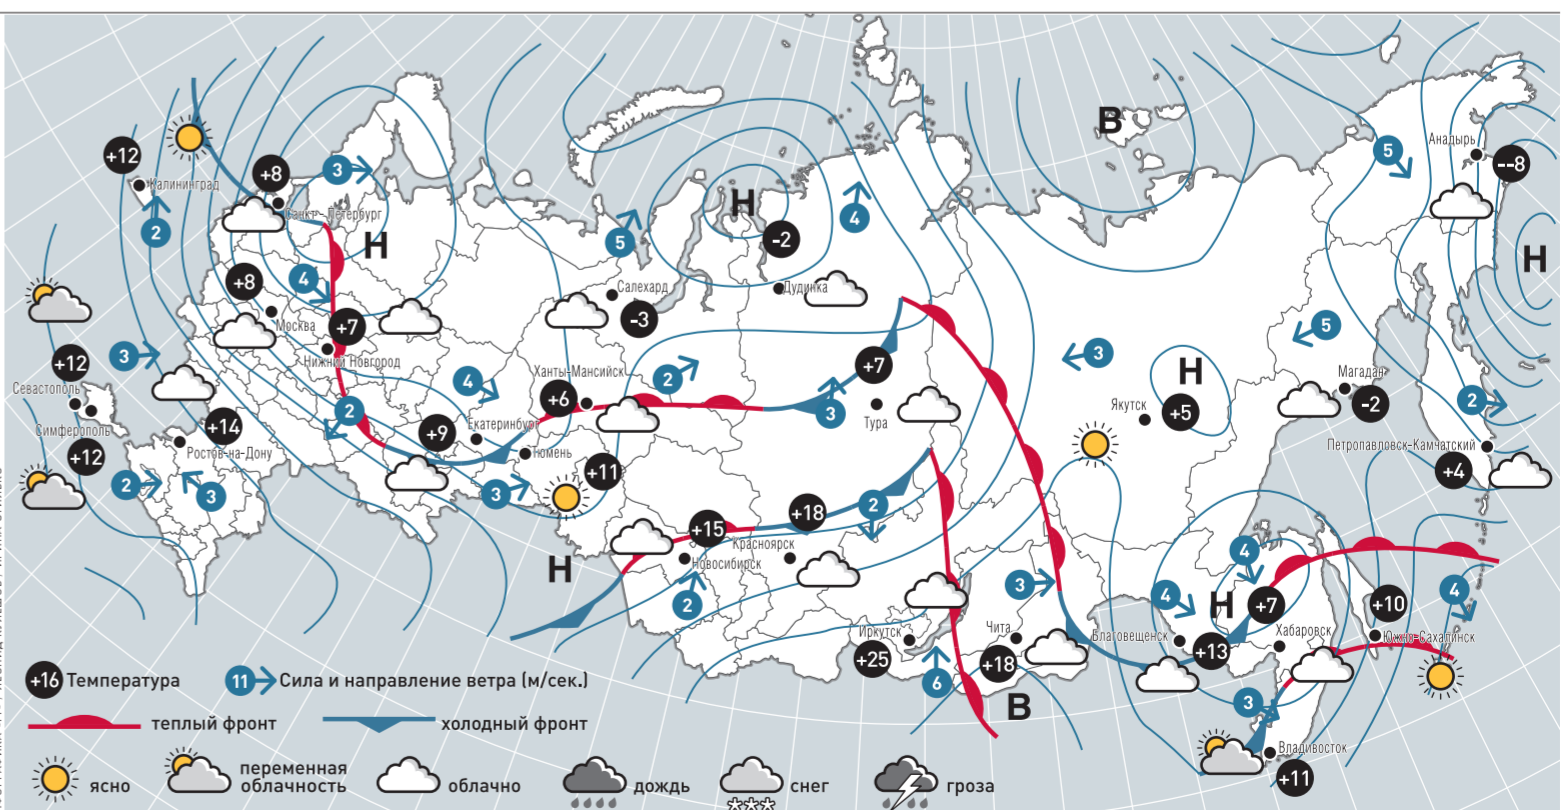 В
Анадырь
--8
5
+12
Калининград
+8
3
Санкт - Петербург
2
Н
Н
-2
4
5
Н
+8
4
Салехард
-3
Дудинка
Москва
+7
Нижний Новгород
3
5
3
+12
Севастополь
Симферополь
+12
4
Ханты-Мансийск
+6
2
+7
3
Тура
Н
Якутск
+5
Магадан
-2
2
Петропавловск-Камчатский
+4
+14
Ростов-на-Дону
2
+9
Екатеринбург
Тюмень
+11
2
3
3
Н
+15
+18
2
Красноярск
Новосибирск
2
4
3
4
Н
+7
+10
4
Иркутск
+25
Чита
+18
6
В
Благовещенск
+13
Хабаровск
Южно-Сахалинск
3
Владивосток
+11
+16 Температура
11 Сила и направление ветра (м/сек.)
теплый фронт
холодный фронт
ясно
переменная
облачность
облачно
дождь
снег
гроза